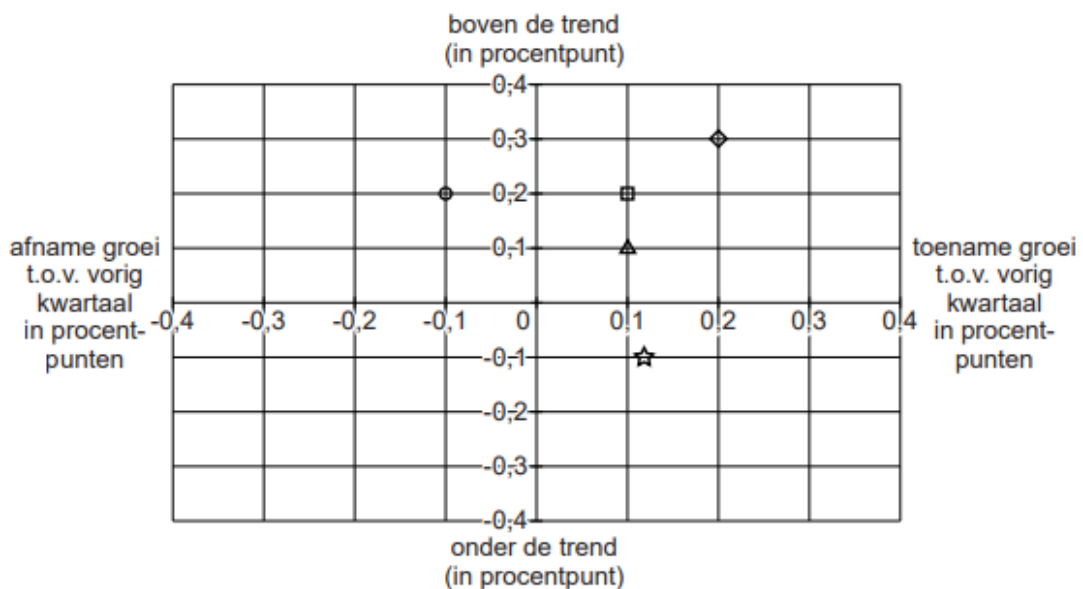 boven de trend
(in procentpunt)
0,4
0,3
0,2
0,1
afname groei
t.o.v. vorig
kwartaal
in procent-
punten
toename groei
t.o.v. vorig
kwartaal
in procent-
punten
-0,4 -0,3 -0,2 -0,1 0 0,1 0,2 0,3 0,4
-0,1
-0,2
-0,3
-0,4
onder de trend
(in procentpunt)